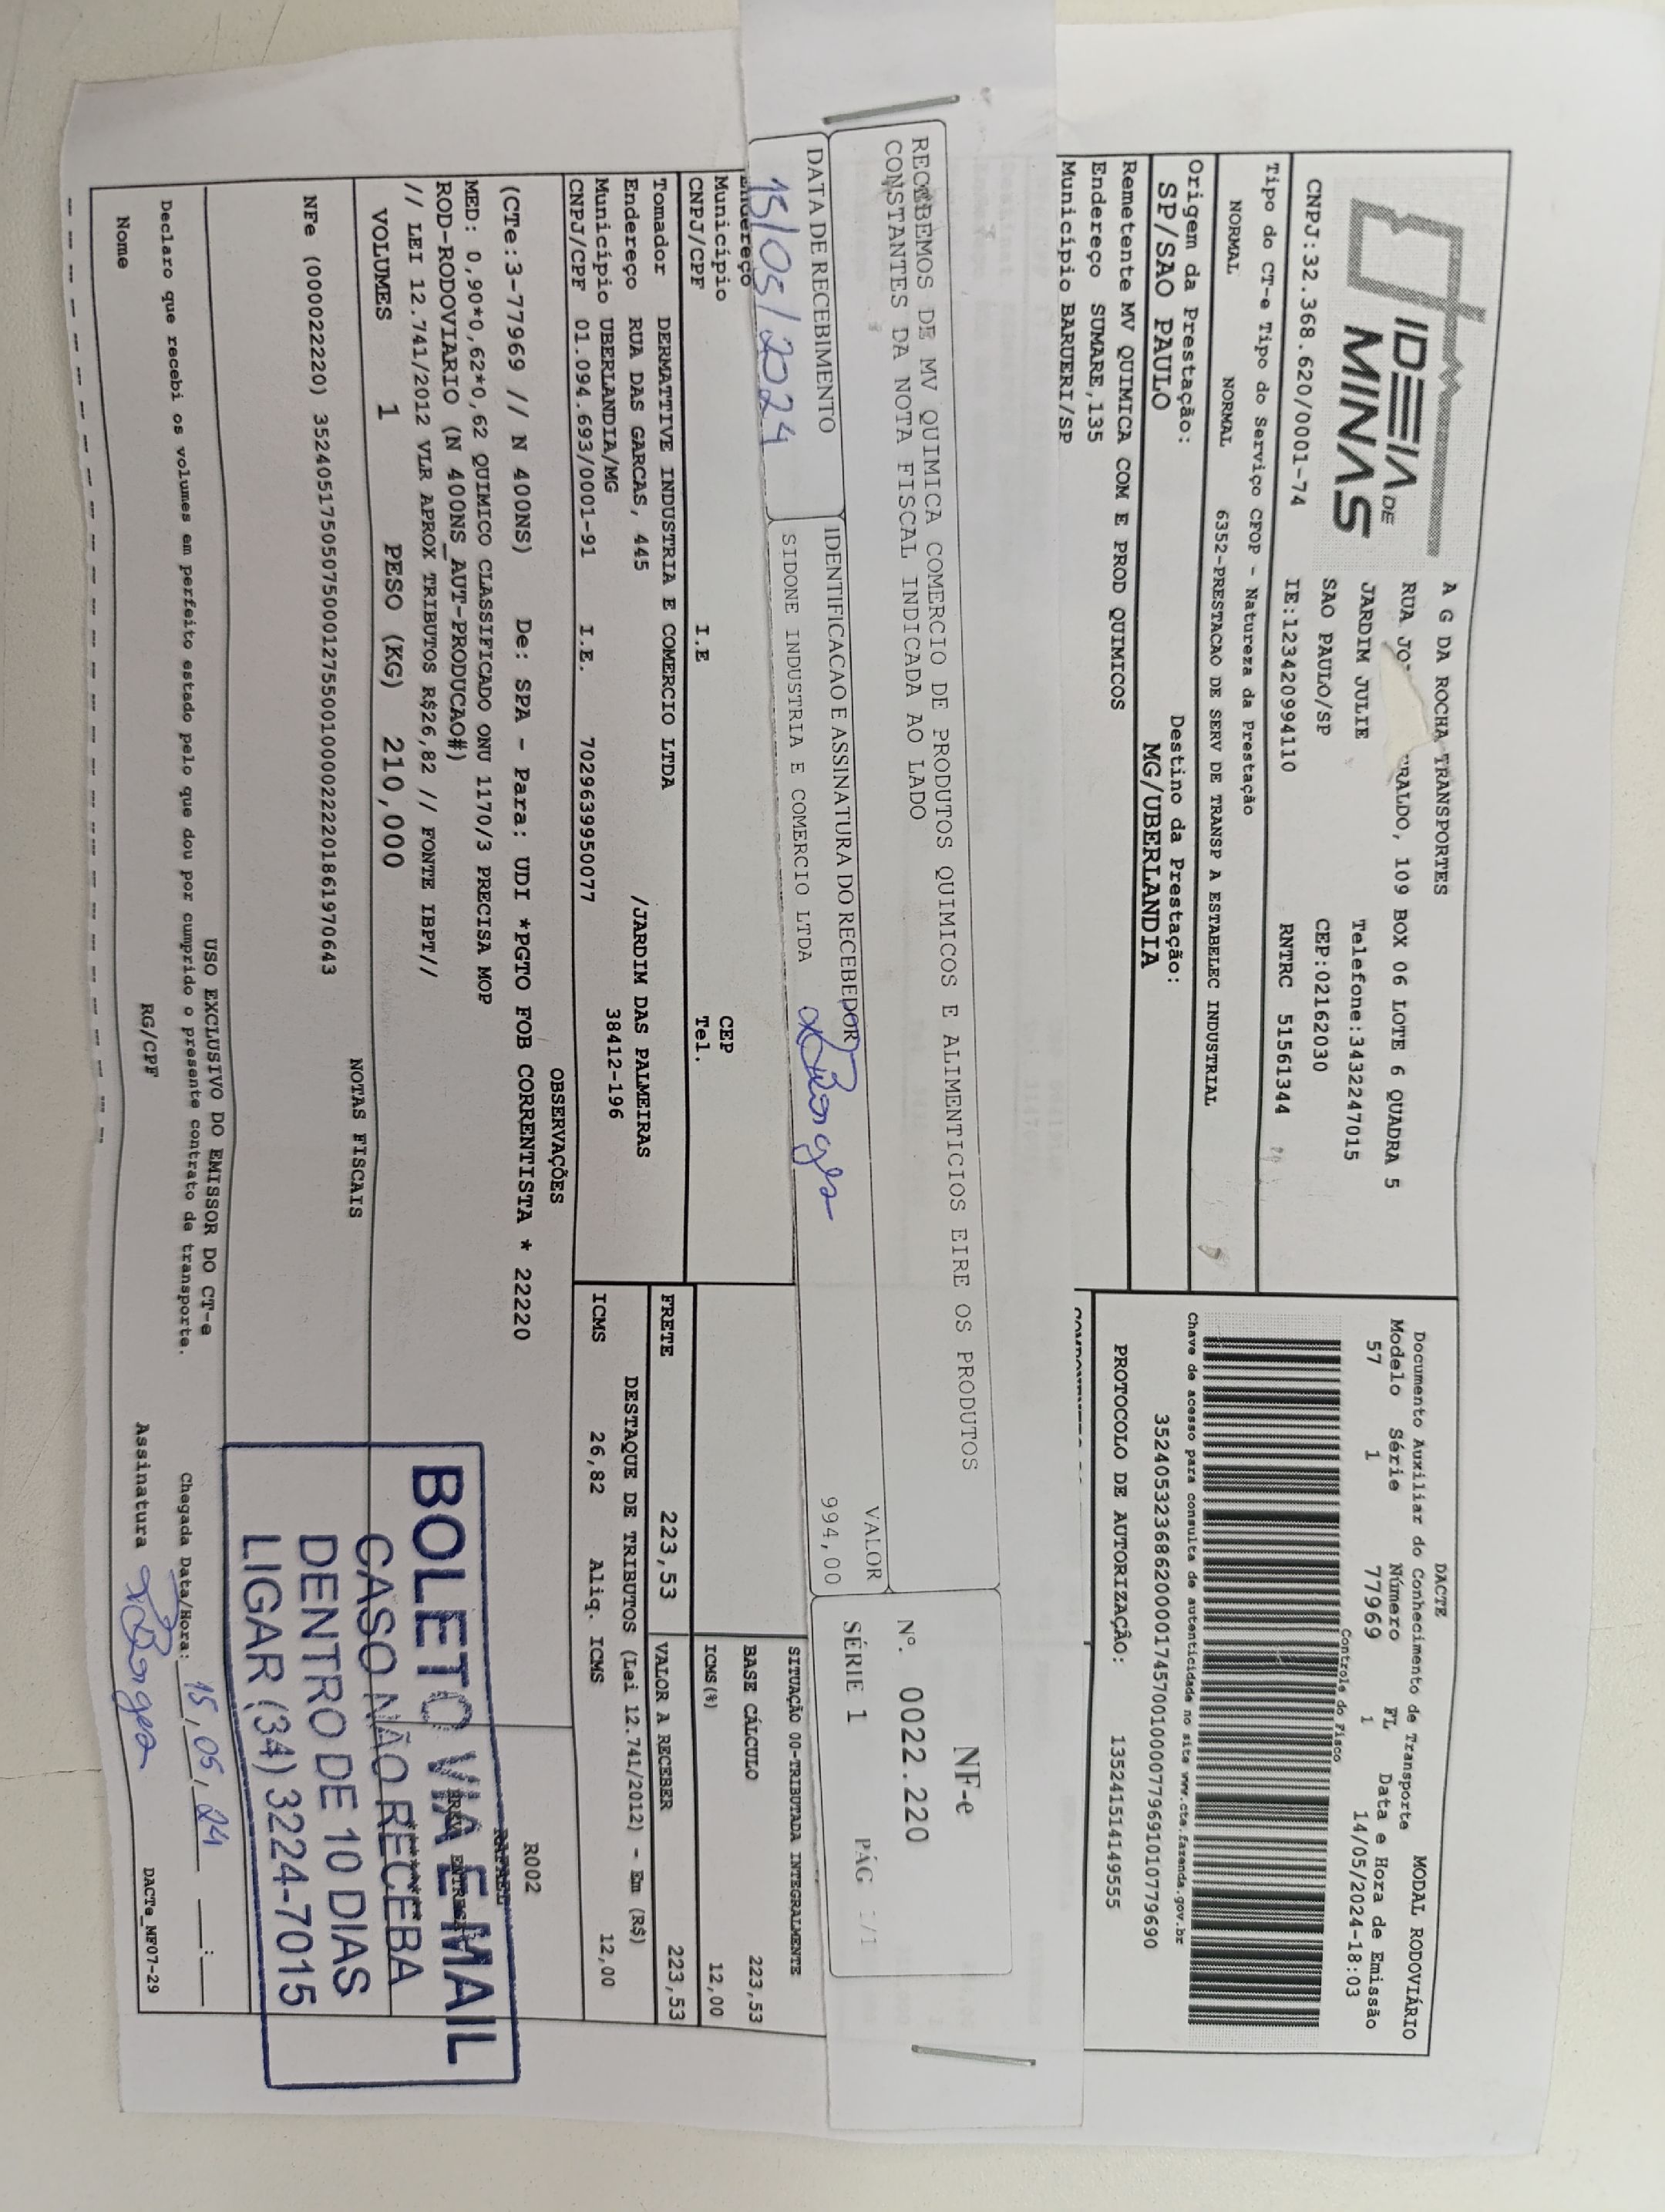 IDEIA DE
MINAS
A G DA ROCHA TRANSPORTES
RUA JO RALDO, 109 BOX 06 LOTE 6 QUADRA 5
JARDIM JULIE Telefone:3432247015
SAO PAULO/SP CEP:02162030
CNPJ:32.368.620/0001-74 IE:123420994110 RNTRC 51561344
Tipo do CT-e Tipo do Serviço CFOP - Natureza da Prestação
NORMAL NORMAL 6352-PRESTACAO DE SERV DE TRANSP A ESTABELEC INDUSTRIAL
Origem da Prestação: Destino da Prestação:
SP/SAO PAULO MG/UBERLANDIA
Remetente MV QUIMICA COM E PROD QUIMICOS
Endereço SUMARE,135
Município BARUERI/SP
DACTE MODAL RODOVIÁRIO
Documento Auxiliar do Conhecimento de Transporte
Modelo Série Número FL Data e Hora de Emissão
57 1 77969 1 14/05/2024-18:03
Controle do Fisco
Chave de acesso para consulta de autenticidade no site www.cte.fazenda.gov.br
35240532368620000174570010000779691010779690
PROTOCOLO DE AUTORIZAÇÃO: 135241514149555
RECEBEMOS DE MV QUIMICA COMERCIO DE PRODUTOS QUIMICOS E ALIMENTICIOS EIRE OS PRODUTOS
CONSTANTES DA NOTA FISCAL INDICADA AO LADO
VALOR
994,00
DATA DE RECEBIMENTO IDENTIFICACAO E ASSINATURA DO RECEBEDOR
15/05/2024 SIDONE INDUSTRIA E COMERCIO LTDA Borges
NF-e
Nº. 0022.220
SÉRIE 1 PÁG 1/1
Endereço
Município CEP
CNPJ/CPF I.E Tel.
Tomador DERMATTIVE INDUSTRIA E COMERCIO LTDA
Endereço RUA DAS GARCAS, 445 /JARDIM DAS PALMEIRAS
Município UBERLANDIA/MG 38412-196
CNPJ/CPF 01.094.693/0001-91 I.E. 7029639950077
SITUAÇÃO 00-TRIBUTADA INTEGRALMENTE
BASE CÁLCULO 223,53
ICMS(%) 12,00
FRETE 223,53 VALOR A RECEBER 223,53
DESTAQUE DE TRIBUTOS (Lei 12.741/2012) - Em (R$)
ICMS 26,82 Aliq. ICMS 12,00
OBSERVAÇÕES
(CTe:3-77969 // N 400NS) De: SPA - Para: UDI *PGTO FOB CORRENTISTA * 22220
MED: 0,90*0,62*0,62 QUIMICO CLASSIFICADO ONU 1170/3 PRECISA MOP
ROD-RODOVIARIO (N 400NS_AUT-PRODUCAO#)
// LEI 12.741/2012 VLR APROX TRIBUTOS R$26,82 // FONTE IBPT//
R002
VOLUMES 1 PESO (KG) 210,000
NOTAS FISCAIS
NFe (000022220) 35240517505075000127550010000222201861970643
BOLETO VIA E MAIL
CASO NÃO RECEBA
DENTRO DE 10 DIAS
LIGAR (34) 3224-7015
USO EXCLUSIVO DO EMISSOR DO CT-e
Declaro que recebi os volumes em perfeito estado pelo que dou por cumprido o presente contrato da transporte.
Chegada Data/Hora: 15,05,24 :
Nome RG/CPF Assinatura Borges
DACTe_MF07-29